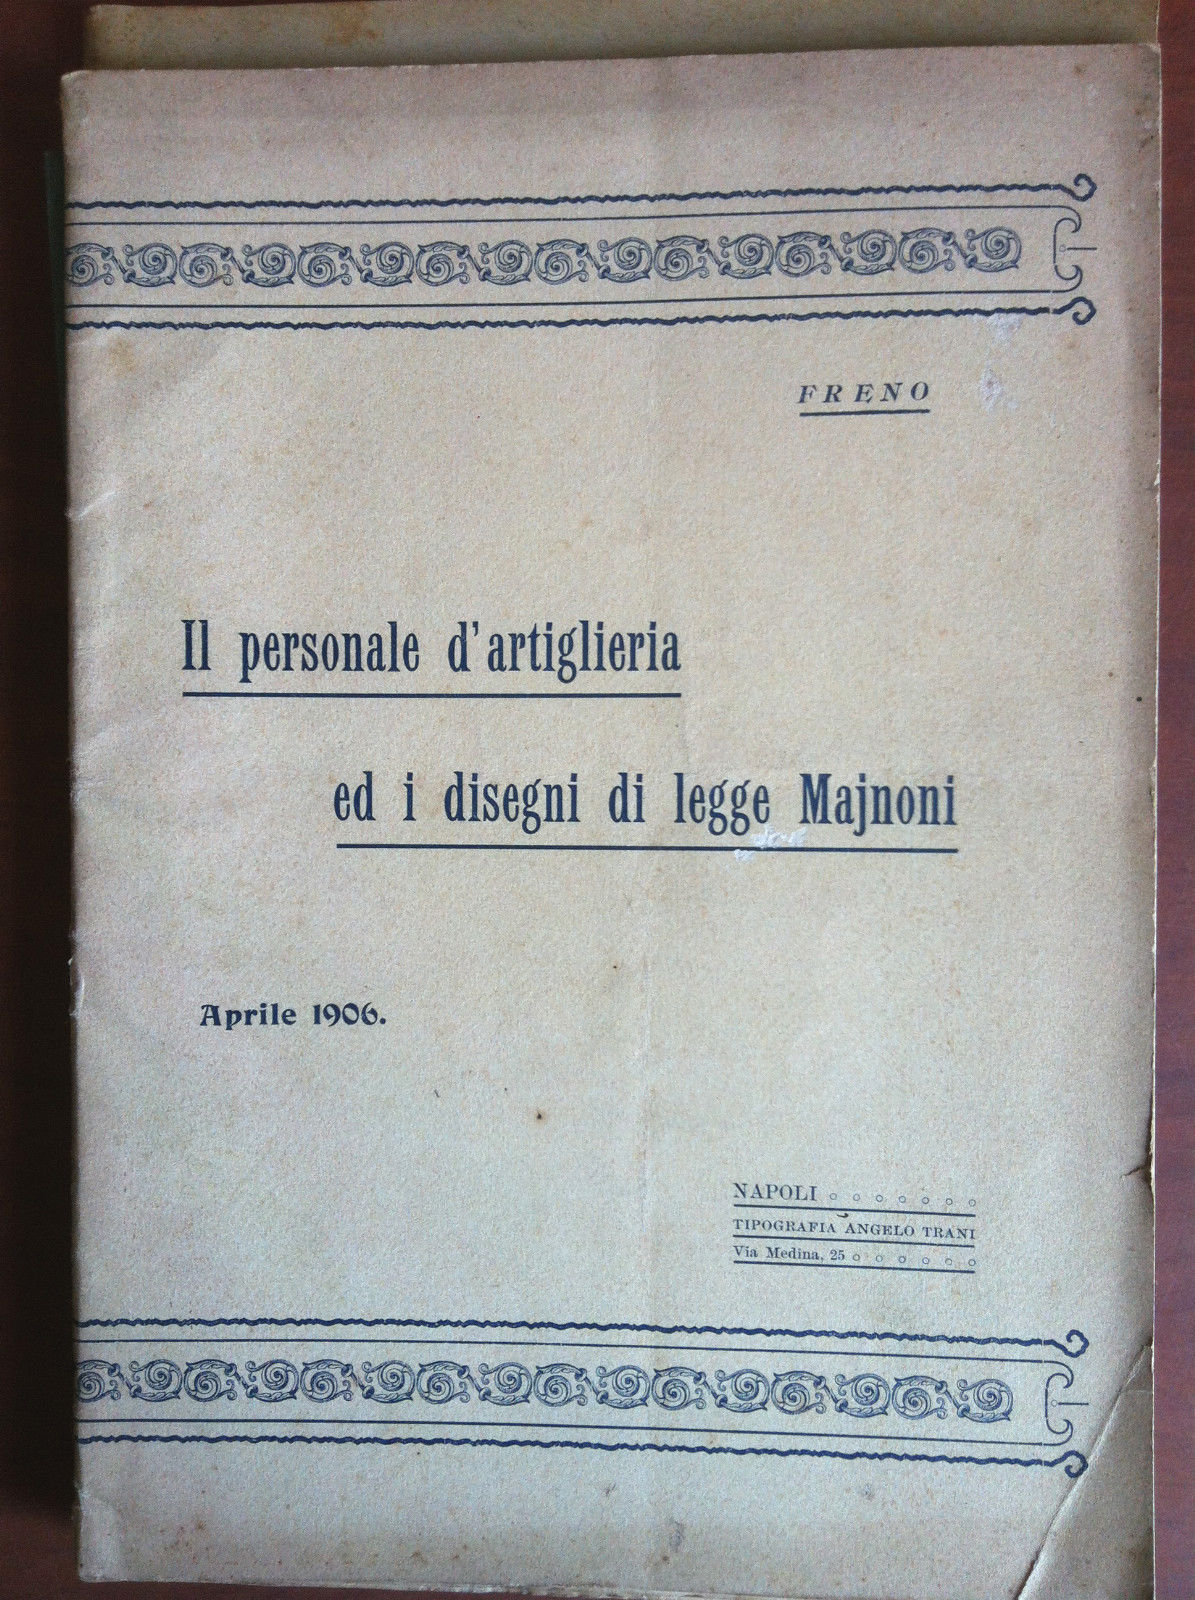 FRENO
Il personale d'artiglieria
ed i disegni di legge Majnoni
Aprile 1906.
NAPOLI
TIPOGRAFIA ANGELO TRANI
Via Medina, 25